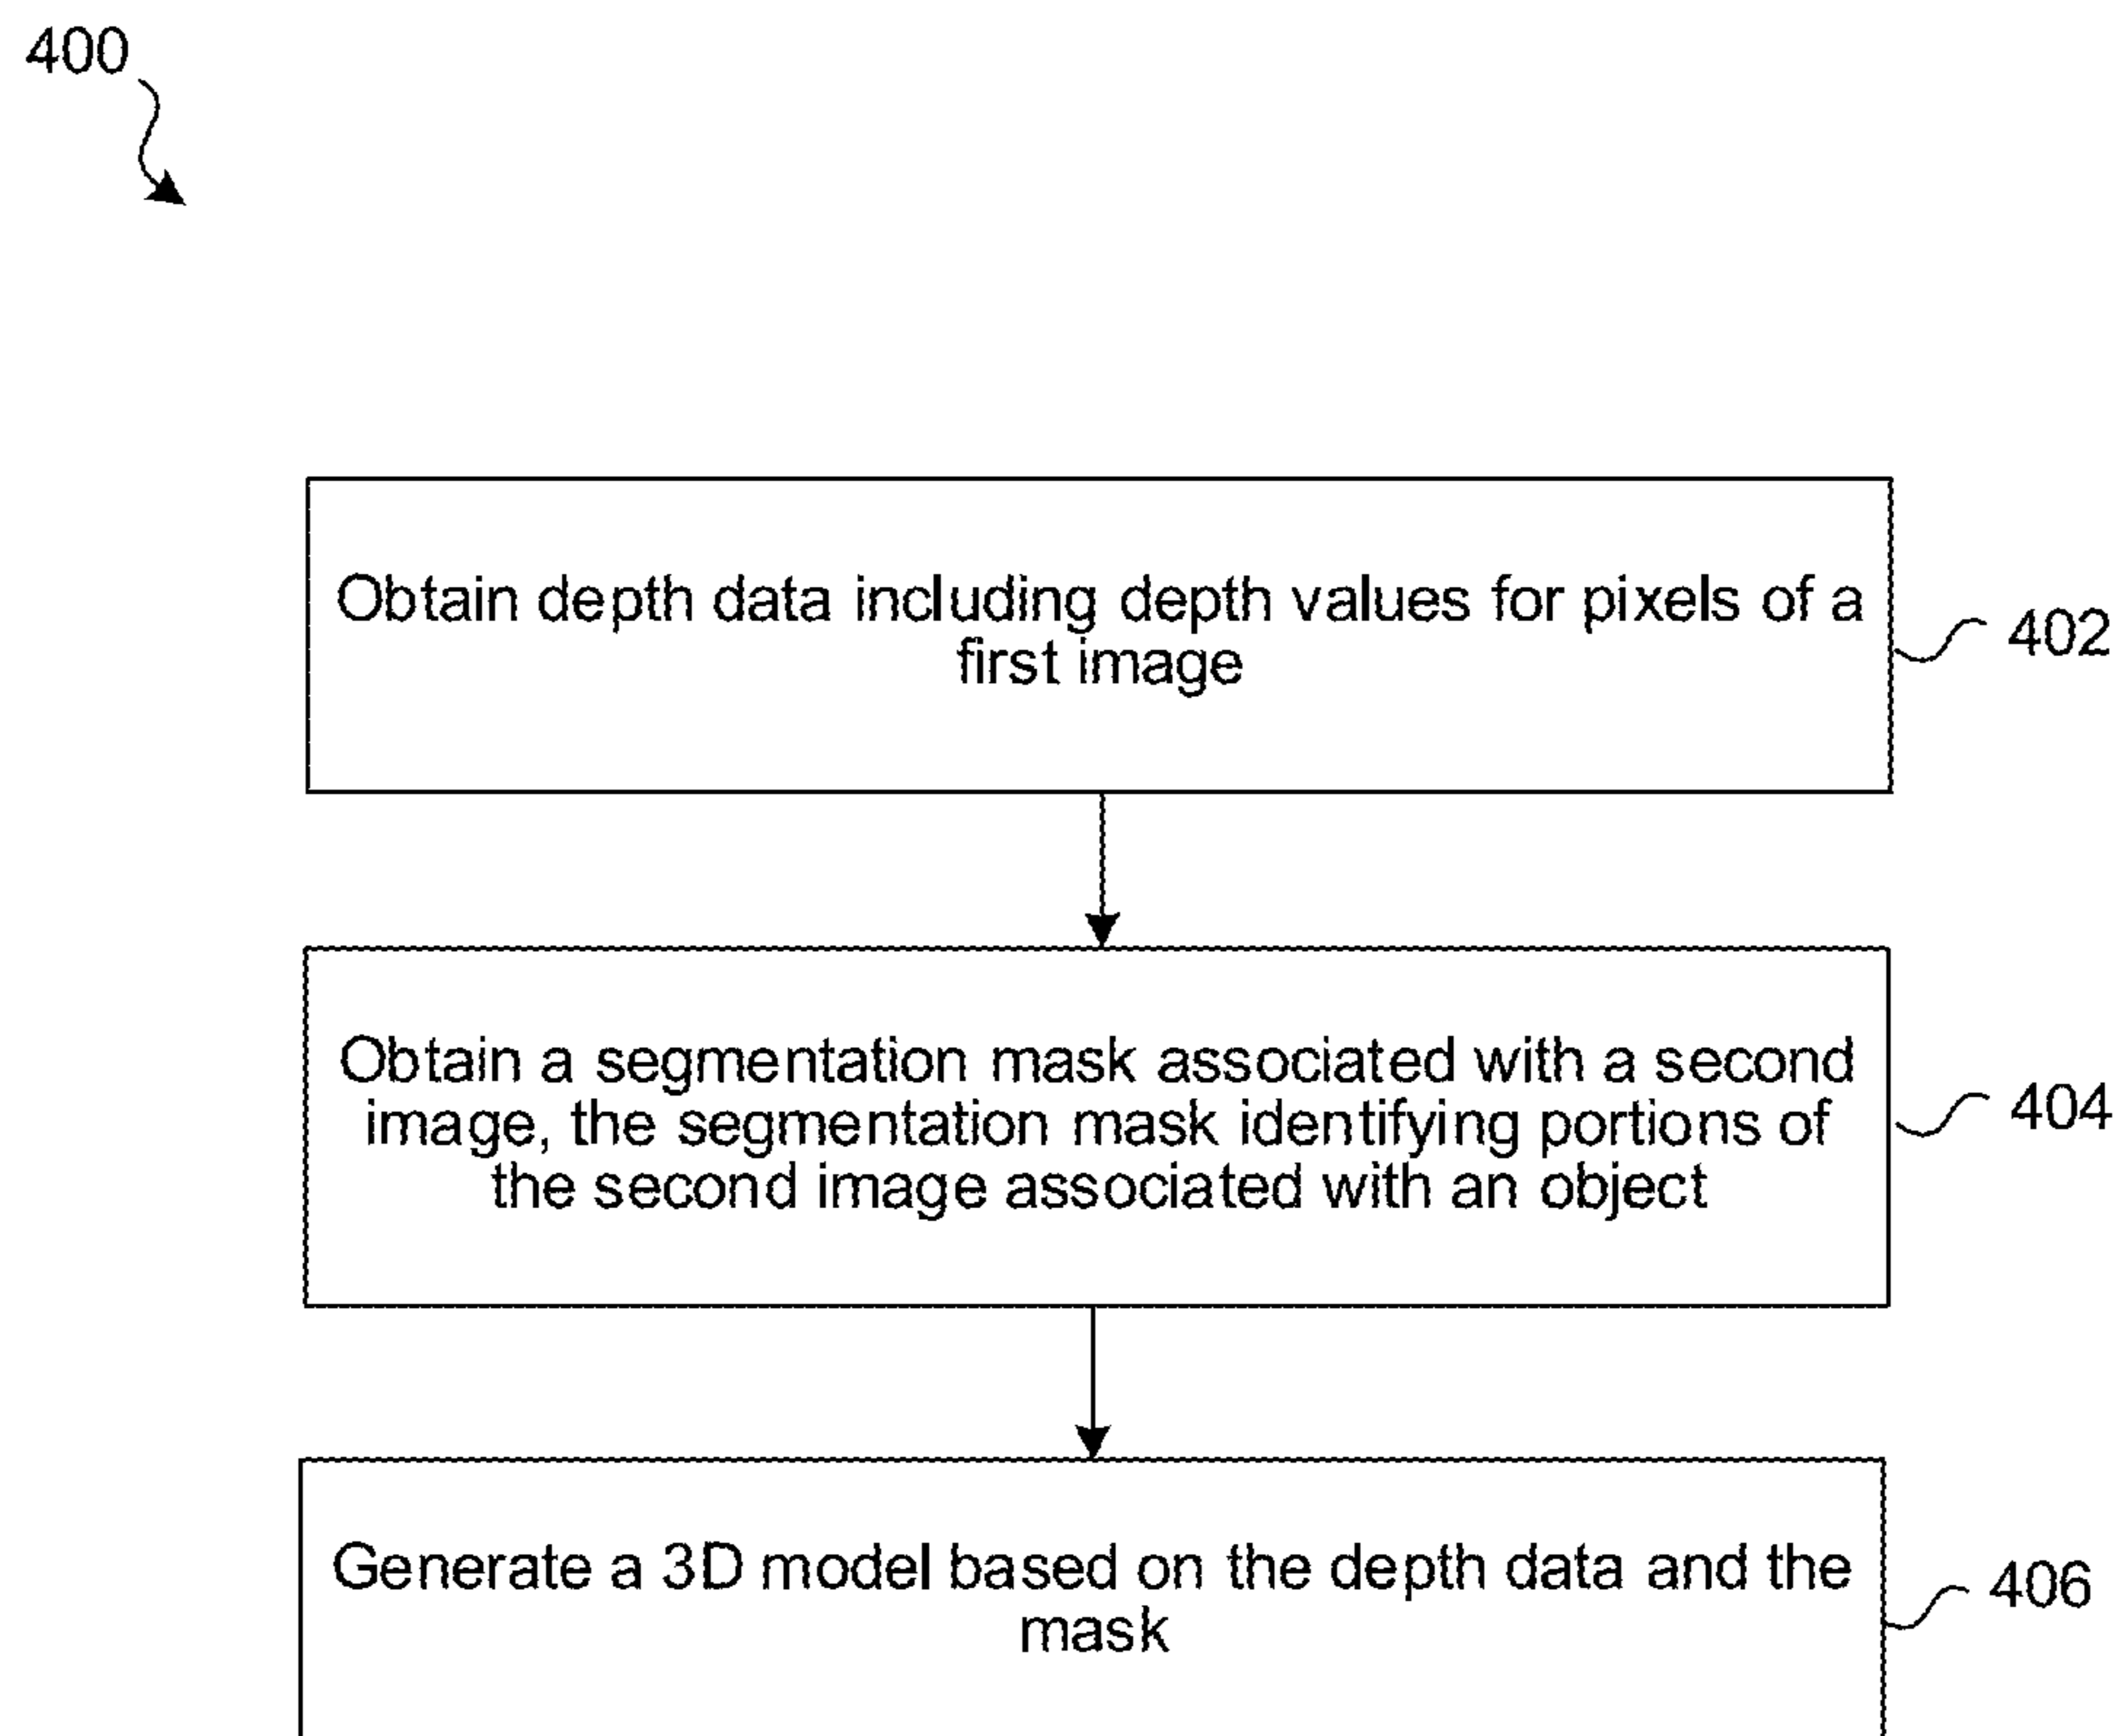 400
Obtain depth data including depth values for pixels of a
first image
402
Obtain a segmentation mask associated with a second
image, the segmentation mask identifying portions of
the second image associated with an object
404
Generate a 3D model based on the depth data and the
mask
406